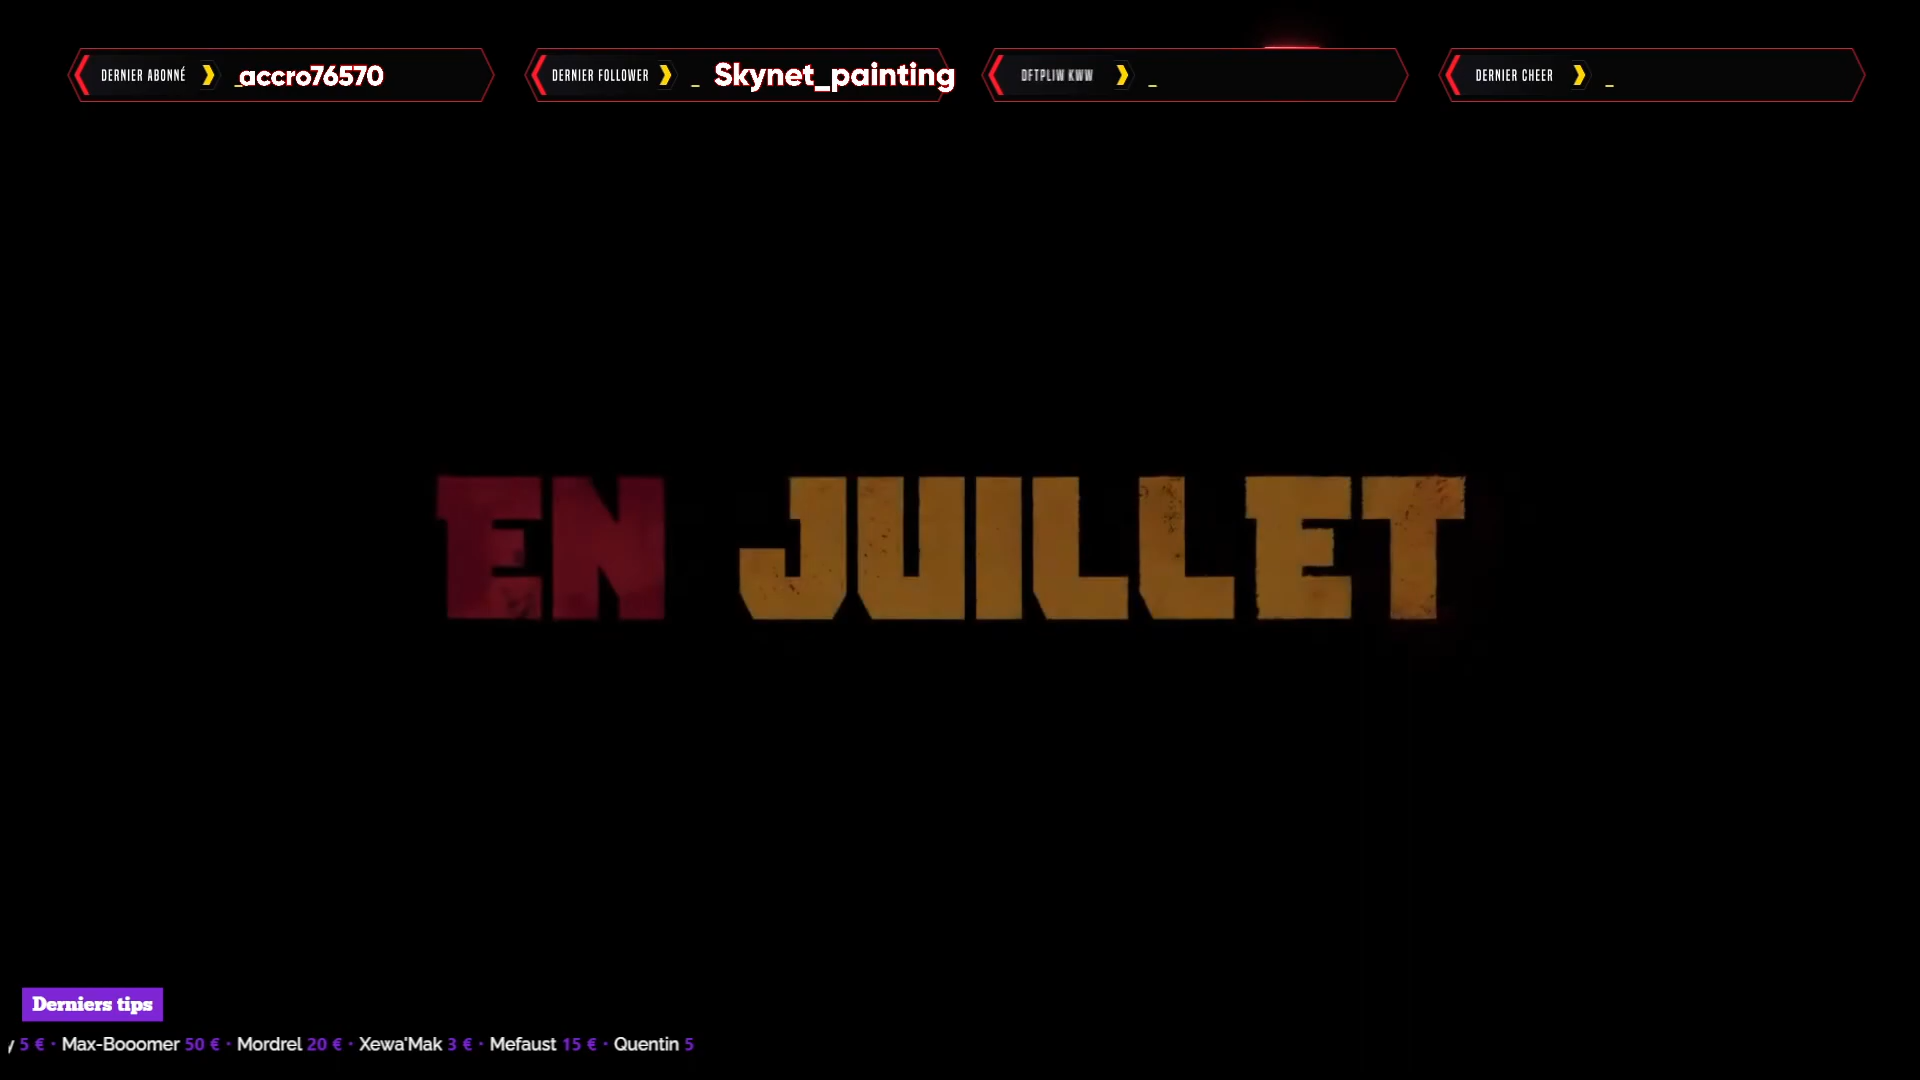 DERNIER ABONNÉ _accro76570
DERNIER FOLLOWER _ Skynet_painting
_
DERNIER CHEER _
EN JUILLET
Derniers tips
y 5 € · Max-Booomer 50 € · Mordrel 20 € · Xewa'Mak 3 € · Mefaust 15 € · Quentin 5